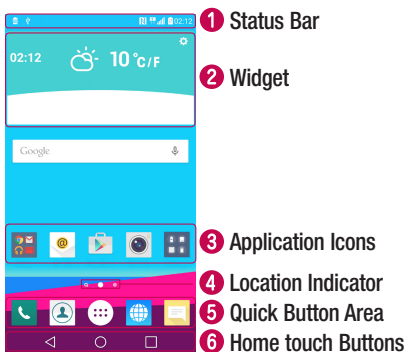 02:12
1 Status Bar
02:12
10 °C/F
2 Widget
Google
3 Application Icons
4 Location Indicator
5 Quick Button Area
6 Home touch Buttons